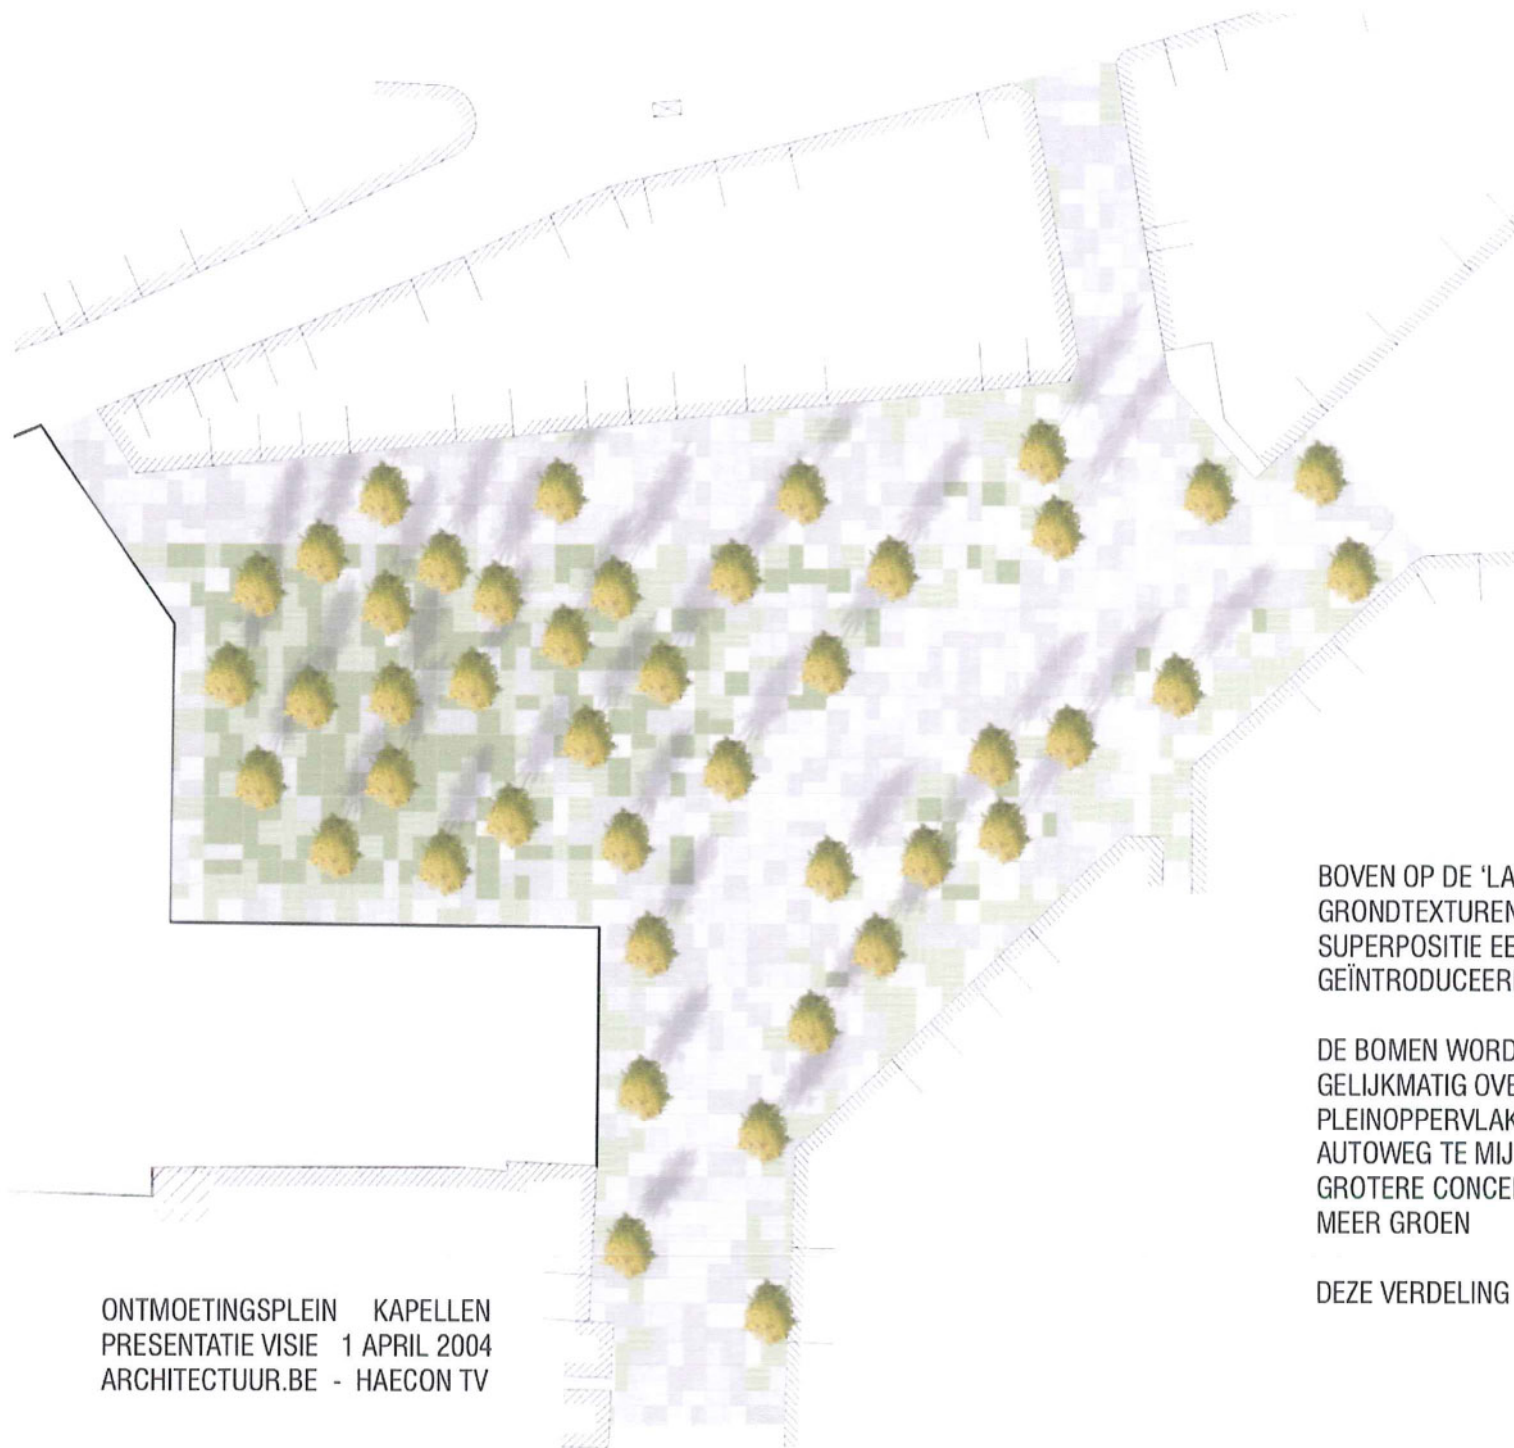 BOVEN OP DE ‘LA
GRONDTEXTUREN
SUPERPOSITIE EE
GEÏNTRODUCEER
DE BOMEN WORD
GELIJKMATIG OVE
PLEINOPPERVLAK
AUTOWEG TE MIJ
GROTERE CONCE
MEER GROEN
DEZE VERDELING
ONTMOETINGSPLEIN KAPELLEN
PRESENTATIE VISIE 1 APRIL 2004
ARCHITECTUUR.BE - HAECON TV